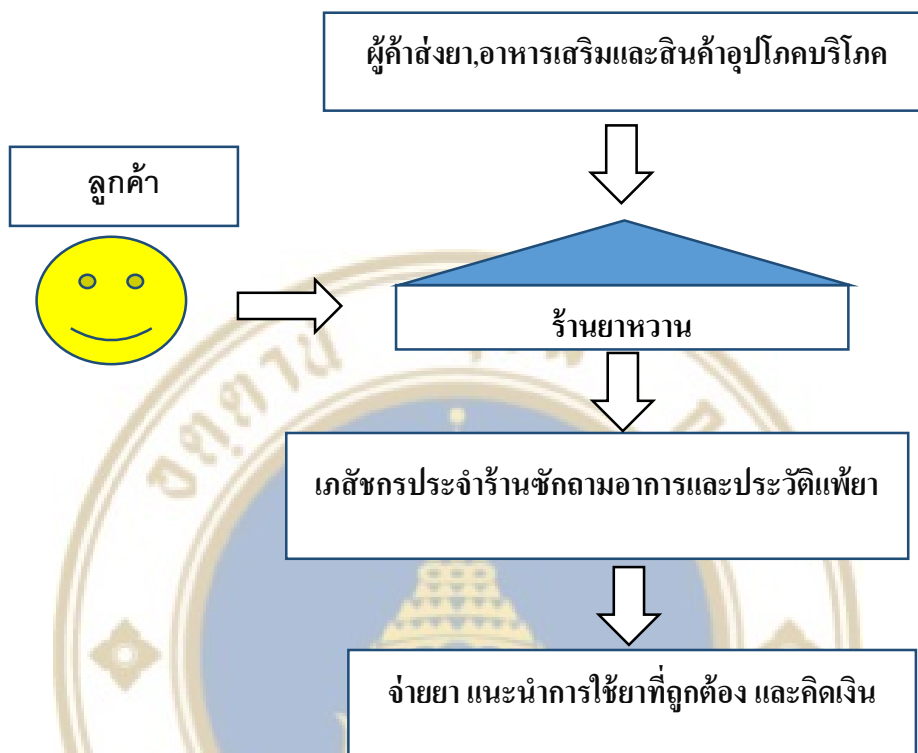 ผู้ค้าส่งยา,อาหารเสริมและสินค้าอุปโภคบริโภค
ลูกค้า
ร้านยาหวาน
เภสัชกรประจำร้านซักถามอาการและประวัติแพ้ยา
จ่ายยา แนะนำการใช้ยาที่ถูกต้อง และคิดเงิน